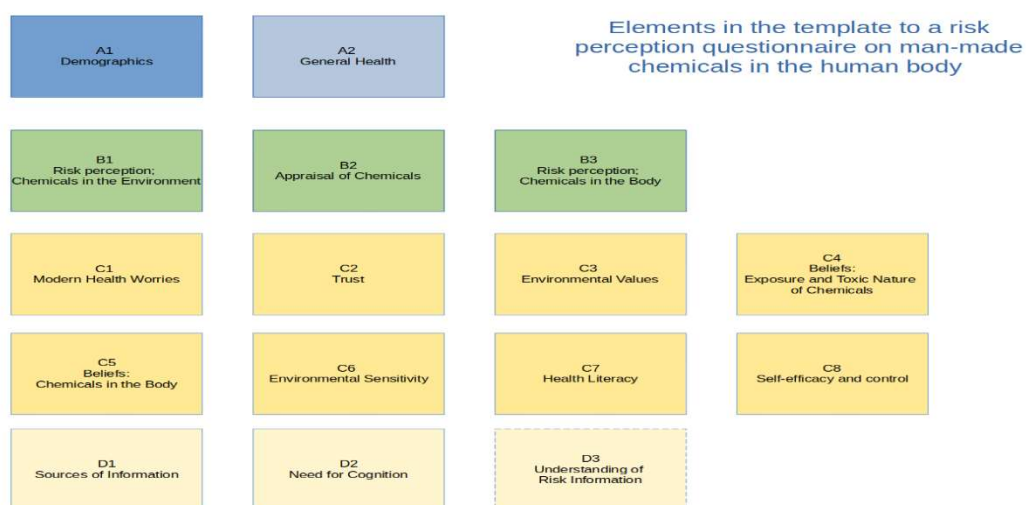 Elements in the template to a risk
perception questionnaire on man-made
chemicals in the human body
A1
Demographics
A2
General Health
B1
Risk perception;
Chemicals in the Environment
B2
Appraisal of Chemicals
B3
Risk perception;
Chemicals in the Body
C1
Modern Health Worries
C2
Trust
C3
Environmental Values
C4
Beliefs:
Exposure and Toxic Nature
of Chemicals
C5
Beliefs:
Chemicals in the Body
C6
Environmental Sensitivity
C7
Health Literacy
C8
Self-efficacy and control
D1
Sources of Information
D2
Need for Cognition
D3
Understanding of
Risk Information